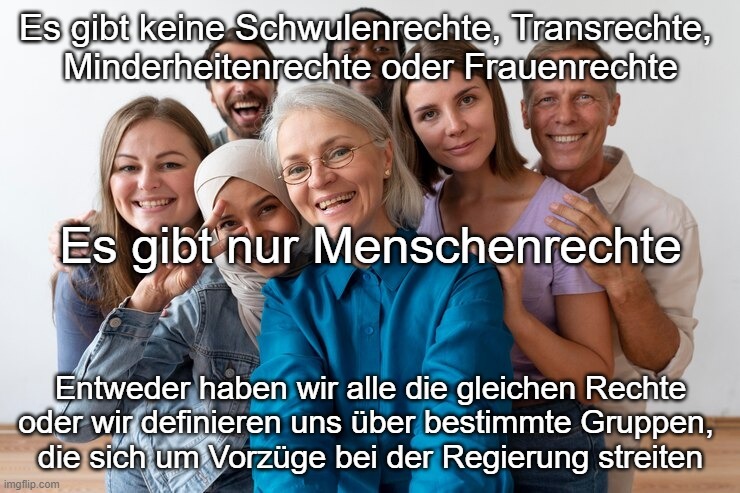 Es gibt keine Schwulenrechte, Transrechte,
Minderheitenrechte oder Frauenrechte
Es gibt nur Menschenrechte
Entweder haben wir alle die gleichen Rechte
oder wir definieren uns über bestimmte Gruppen,
die sich um Vorzüge bei der Regierung streiten
imgflip.com